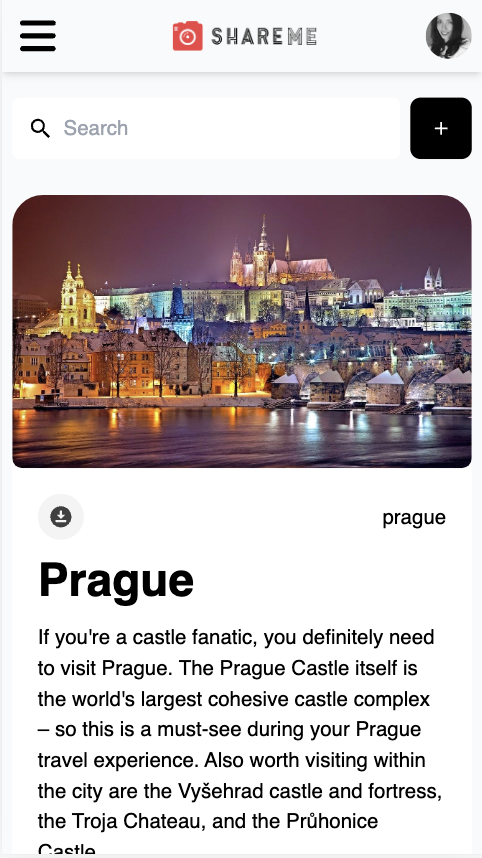 SHAREME
Search
+
prague
Prague
If you're a castle fanatic, you definitely need
to visit Prague. The Prague Castle itself is
the world's largest cohesive castle complex
– so this is a must-see during your Prague
travel experience. Also worth visiting within
the city are the Vyšehrad castle and fortress,
the Troja Chateau, and the Průhonice
Castle